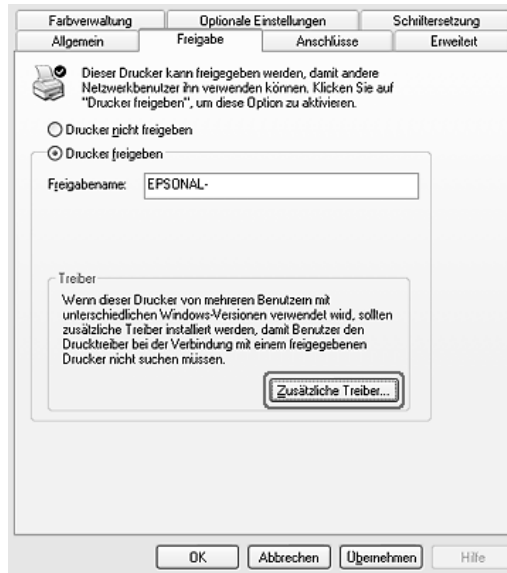 Farbverwaltung Optionale Einstellungen Schriftersetzung
Allgemein Freigabe Anschlüsse Erweitert
Dieser Drucker kann freigegeben werden, damit andere
Netzwerkbenutzer ihn verwenden können. Klicken Sie auf
"Drucker freigeben", um diese Option zu aktivieren.
Drucker nicht freigeben
Drucker freigeben
Freigabename: EPSONAL-
Treiber
Wenn dieser Drucker von mehreren Benutzern mit
unterschiedlichen Windows-Versionen verwendet wird, sollten
zusätzliche Treiber installiert werden, damit Benutzer den
Drucktreiber bei der Verbindung mit einem freigegebenen
Drucker nicht suchen müssen.
Zusätzliche Treiber...
OK Abbrechen Übernehmen Hilfe